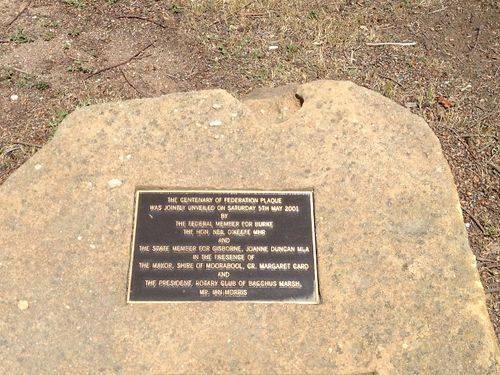 THE CENTENARY OF FEDERATION PLAQUE
WAS JOINTLY UNVEILED ON SATURDAY 5TH MAY 2001
BY
THE FEDERAL MEMBER FOR BURKE
THE HON. NEIL O'KEEFE MHR
AND
THE STATE MEMBER FOR GISBORNE, JOANNE DUNCAN MLA
IN THE PRESENCE OF
THE MAYOR, SHIRE OF MOORABOOL, CR. MARGARET CARD
AND
THE PRESIDENT, ROTARY CLUB OF BACCHUS MARSH,
MR. IAN MORRIS